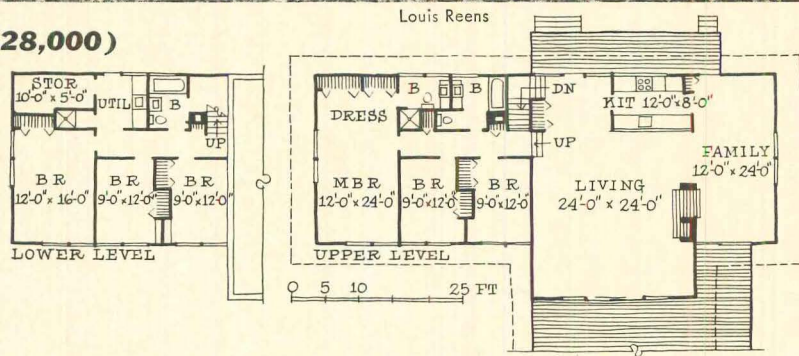 Louis Reens
28,000)
STOR
10'-0" x 5'-0"
UTIL
B
UP
BR
12'-0" x 16'-0"
BR
9'-0" x 12'-0"
BR
9'-0" x 12'-0"
LOWER LEVEL
DRESS
B
B
DN
UP
MBR
12'-0" x 24'-0"
BR
9'-0" x 12'-0"
BR
9'-0" x 12'-0"
UPPER LEVEL
KIT 12'-0" x 8'-0"
LIVING
24'-0" x 24'-0"
FAMILY
12'-0" x 24'-0"
0 5 10 25 FT